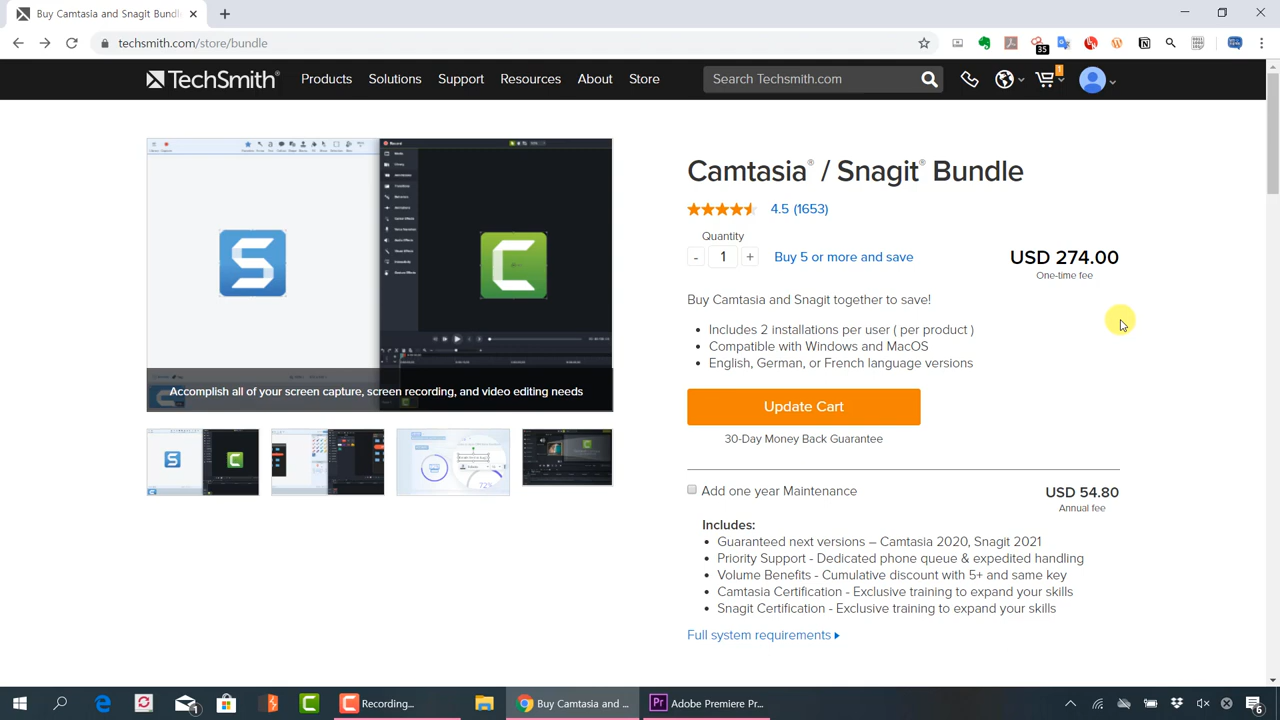 Buy Camtasia and Snagit Bundl
techsmith.com/store/bundle
35
TechSmith®
Products
Solutions
Support
Resources
About
Store
Search Techsmith.com
1
Camtasia® / Snagit® Bundle
4.5 (1653)
Quantity
- 1 +
Buy 5 or more and save
USD 274.00
One-time fee
Buy Camtasia and Snagit together to save!
• Includes 2 installations per user ( per product )
• Compatible with Windows and MacOS
• English, German, or French language versions
Accomplish all of your screen capture, screen recording, and video editing needs
Update Cart
30-Day Money Back Guarantee
Add one year Maintenance
USD 54.80
Annual fee
Includes:
• Guaranteed next versions – Camtasia 2020, Snagit 2021
• Priority Support - Dedicated phone queue & expedited handling
• Volume Benefits - Cumulative discount with 5+ and same key
• Camtasia Certification - Exclusive training to expand your skills
• Snagit Certification - Exclusive training to expand your skills
Full system requirements
1
Recording...
Buy Camtasia and ...
Adobe Premiere Pr...
6